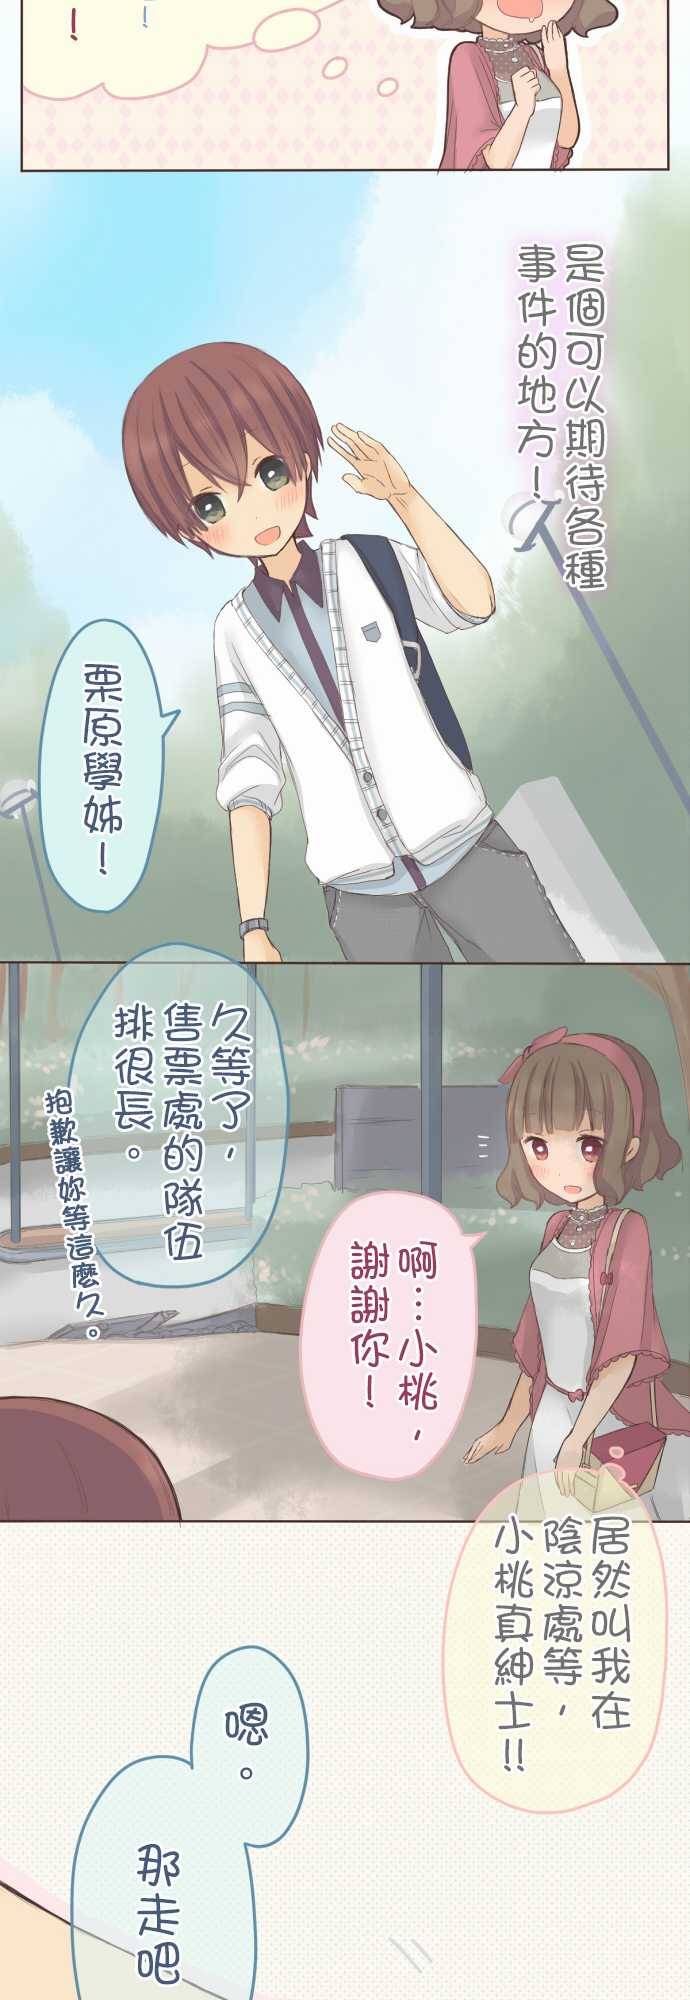 ！
！
是個可以期待各種
事件的地方！
栗原學姊！
久等了，
售票處的隊伍
排很長。
抱歉讓妳等這麼久。
啊…小桃，
謝謝你！
居然叫我在
陰涼處等，
小桃真紳士!!
嗯。
那走吧